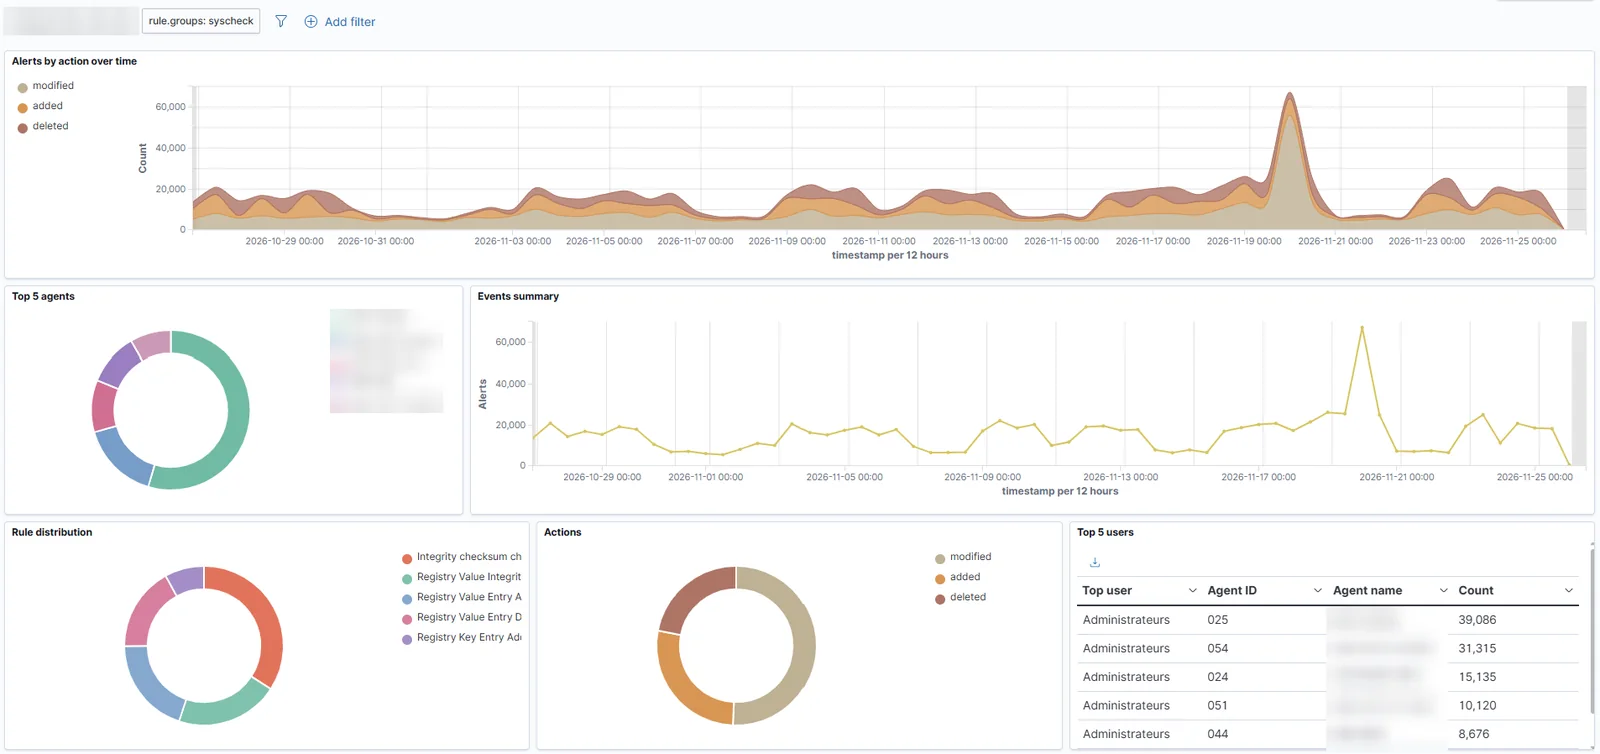 rule.groups: syscheck
Add filter
Alerts by action over time
modified
added
deleted
Count
60,000
40,000
20,000
0
2026-10-29 00:00 2026-10-31 00:00 2026-11-03 00:00 2026-11-05 00:00 2026-11-07 00:00 2026-11-09 00:00 2026-11-11 00:00 2026-11-13 00:00 2026-11-15 00:00 2026-11-17 00:00 2026-11-19 00:00 2026-11-21 00:00 2026-11-23 00:00 2026-11-25 00:00
timestamp per 12 hours
Top 5 agents
Events summary
Alerts
60,000
40,000
20,000
0
2026-10-29 00:00 2026-11-01 00:00 2026-11-05 00:00 2026-11-09 00:00 2026-11-13 00:00 2026-11-17 00:00 2026-11-21 00:00 2026-11-25 00:00
timestamp per 12 hours
Rule distribution
Integrity checksum ch
Registry Value Integrit
Registry Value Entry A
Registry Value Entry D
Registry Key Entry Ad
Actions
modified
added
deleted
Top 5 users
Top user Agent ID Agent name Count
Administrateurs 025 39,086
Administrateurs 054 31,315
Administrateurs 024 15,135
Administrateurs 051 10,120
Administrateurs 044 8,676